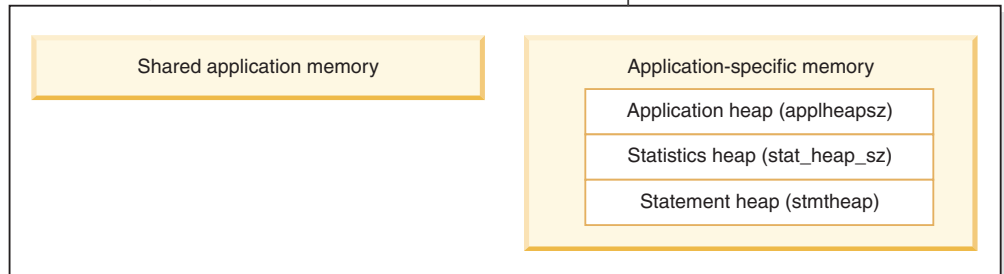 Shared application memory
Application-specific memory
Application heap (applheapsz)
Statistics heap (stat_heap_sz)
Statement heap (stmtheap)